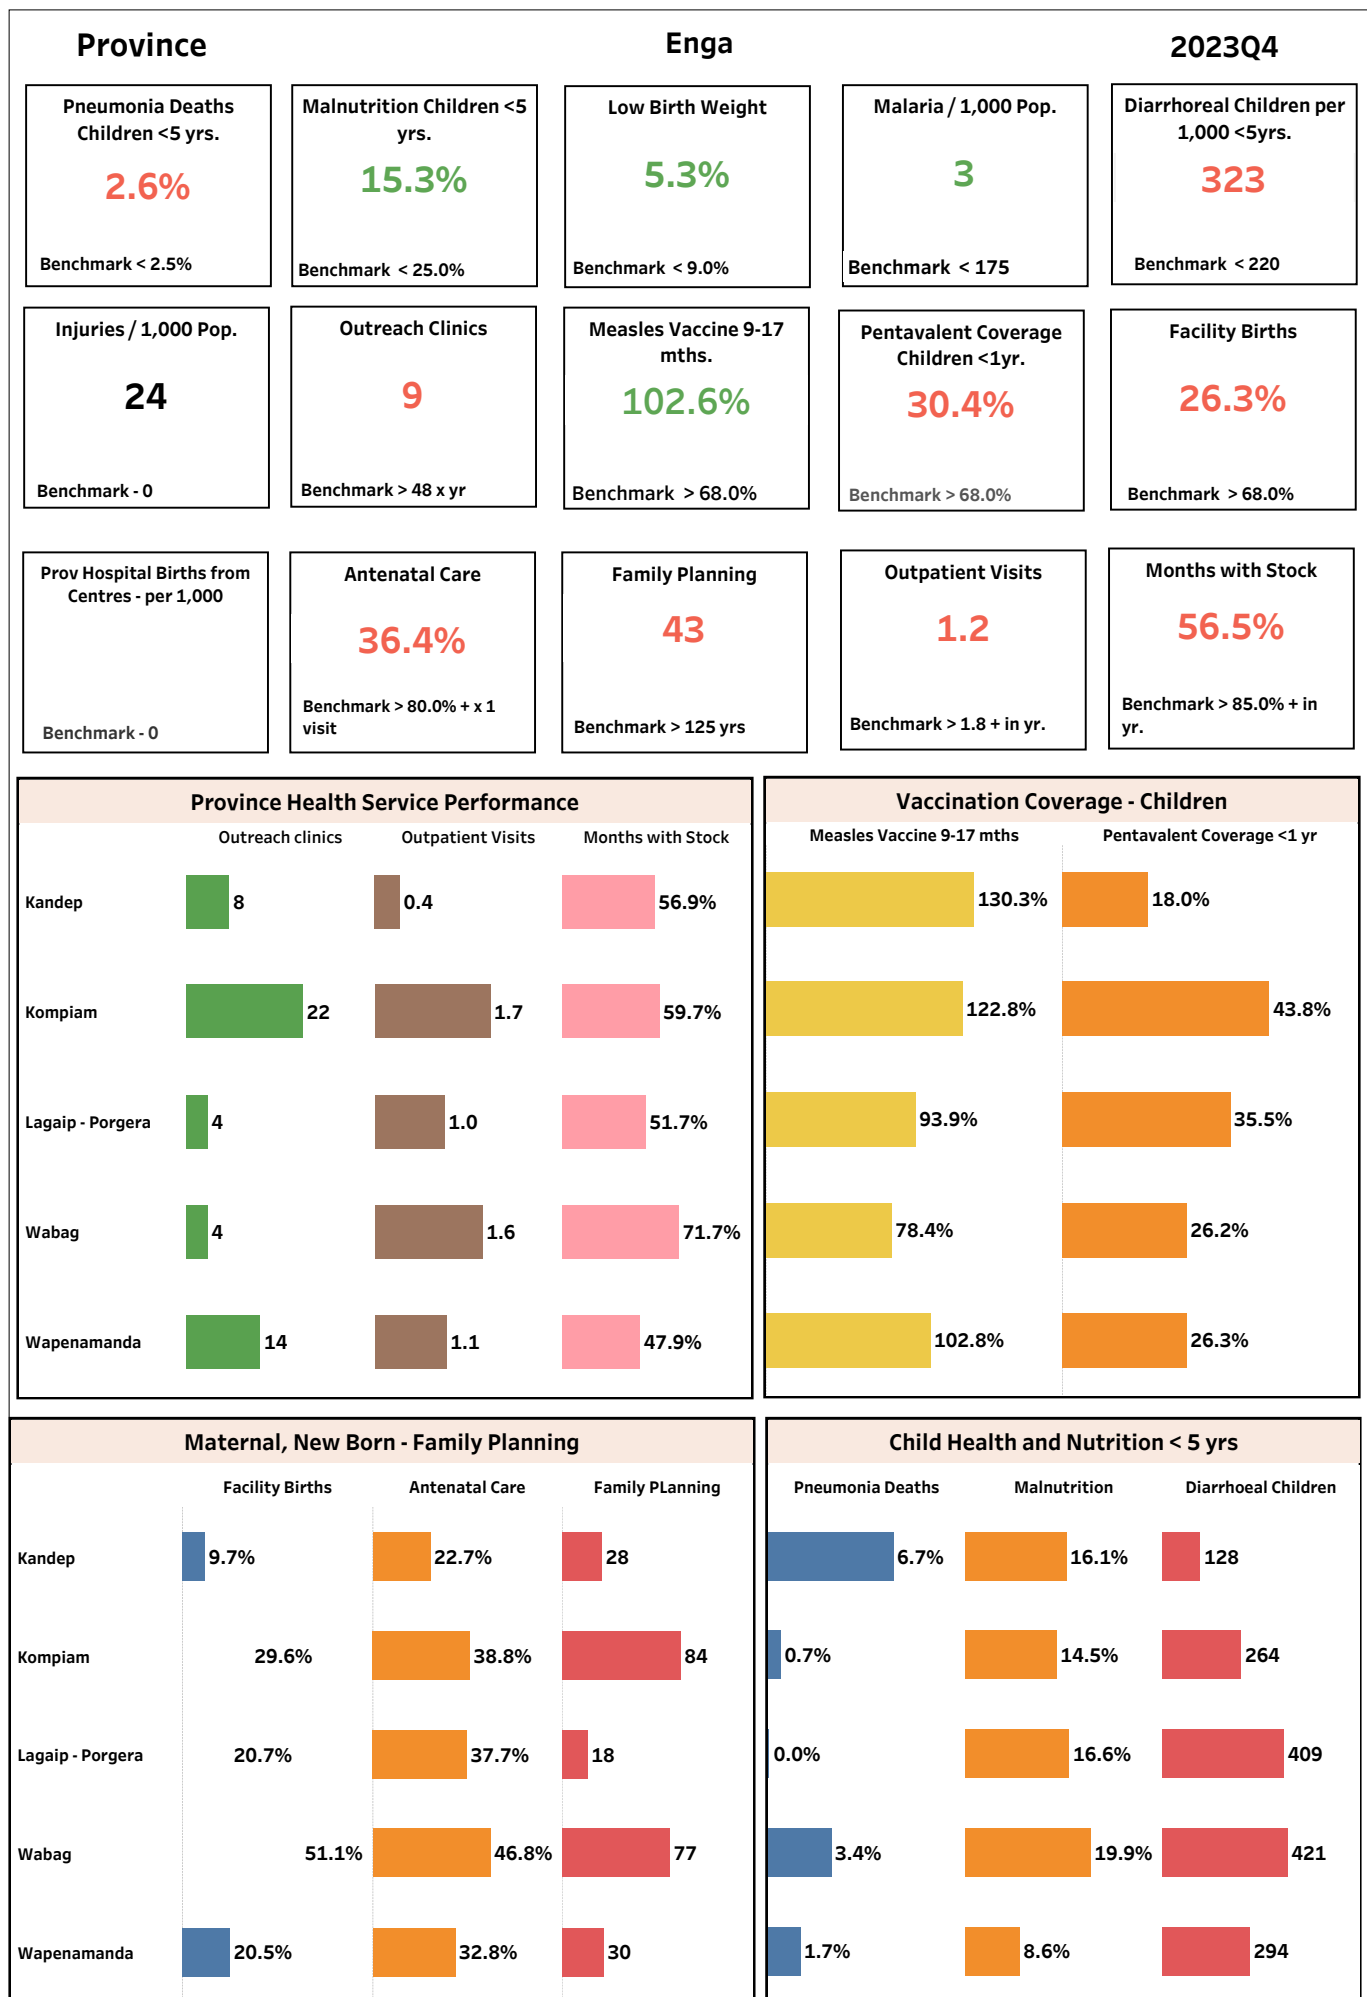 Province Enga 2023Q4
Pneumonia Deaths
Children <5 yrs.
2.6%
Benchmark < 2.5%
Malnutrition Children <5
yrs.
15.3%
Benchmark < 25.0%
Low Birth Weight
5.3%
Benchmark < 9.0%
Malaria / 1,000 Pop.
3
Benchmark < 175
Diarrhoreal Children per
1,000 <5yrs.
323
Benchmark < 220
Injuries / 1,000 Pop.
24
Benchmark - 0
Outreach Clinics
9
Benchmark > 48 x yr
Measles Vaccine 9-17
mths.
102.6%
Benchmark > 68.0%
Pentavalent Coverage
Children <1yr.
30.4%
Benchmark > 68.0%
Facility Births
26.3%
Benchmark > 68.0%
Prov Hospital Births from
Centres - per 1,000
Benchmark - 0
Antenatal Care
36.4%
Benchmark > 80.0% + x 1
visit
Family Planning
43
Benchmark > 125 yrs
Outpatient Visits
1.2
Benchmark > 1.8 + in yr.
Months with Stock
56.5%
Benchmark > 85.0% + in
yr.
Province Health Service Performance
Outreach clinics Outpatient Visits Months with Stock
Kandep 8 0.4 56.9%
Kompiam 22 1.7 59.7%
Lagaip - Porgera 4 1.0 51.7%
Wabag 4 1.6 71.7%
Wapenamanda 14 1.1 47.9%
Vaccination Coverage - Children
Measles Vaccine 9-17 mths Pentavalent Coverage <1 yr
130.3% 18.0%
122.8% 43.8%
93.9% 35.5%
78.4% 26.2%
102.8% 26.3%
Maternal, New Born - Family Planning
Facility Births Antenatal Care Family PLanning
Kandep 9.7% 22.7% 28
Kompiam 29.6% 38.8% 84
Lagaip - Porgera 20.7% 37.7% 18
Wabag 51.1% 46.8% 77
Wapenamanda 20.5% 32.8% 30
Child Health and Nutrition < 5 yrs
Pneumonia Deaths Malnutrition Diarrhoeal Children
6.7% 16.1% 128
0.7% 14.5% 264
0.0% 16.6% 409
3.4% 19.9% 421
1.7% 8.6% 294